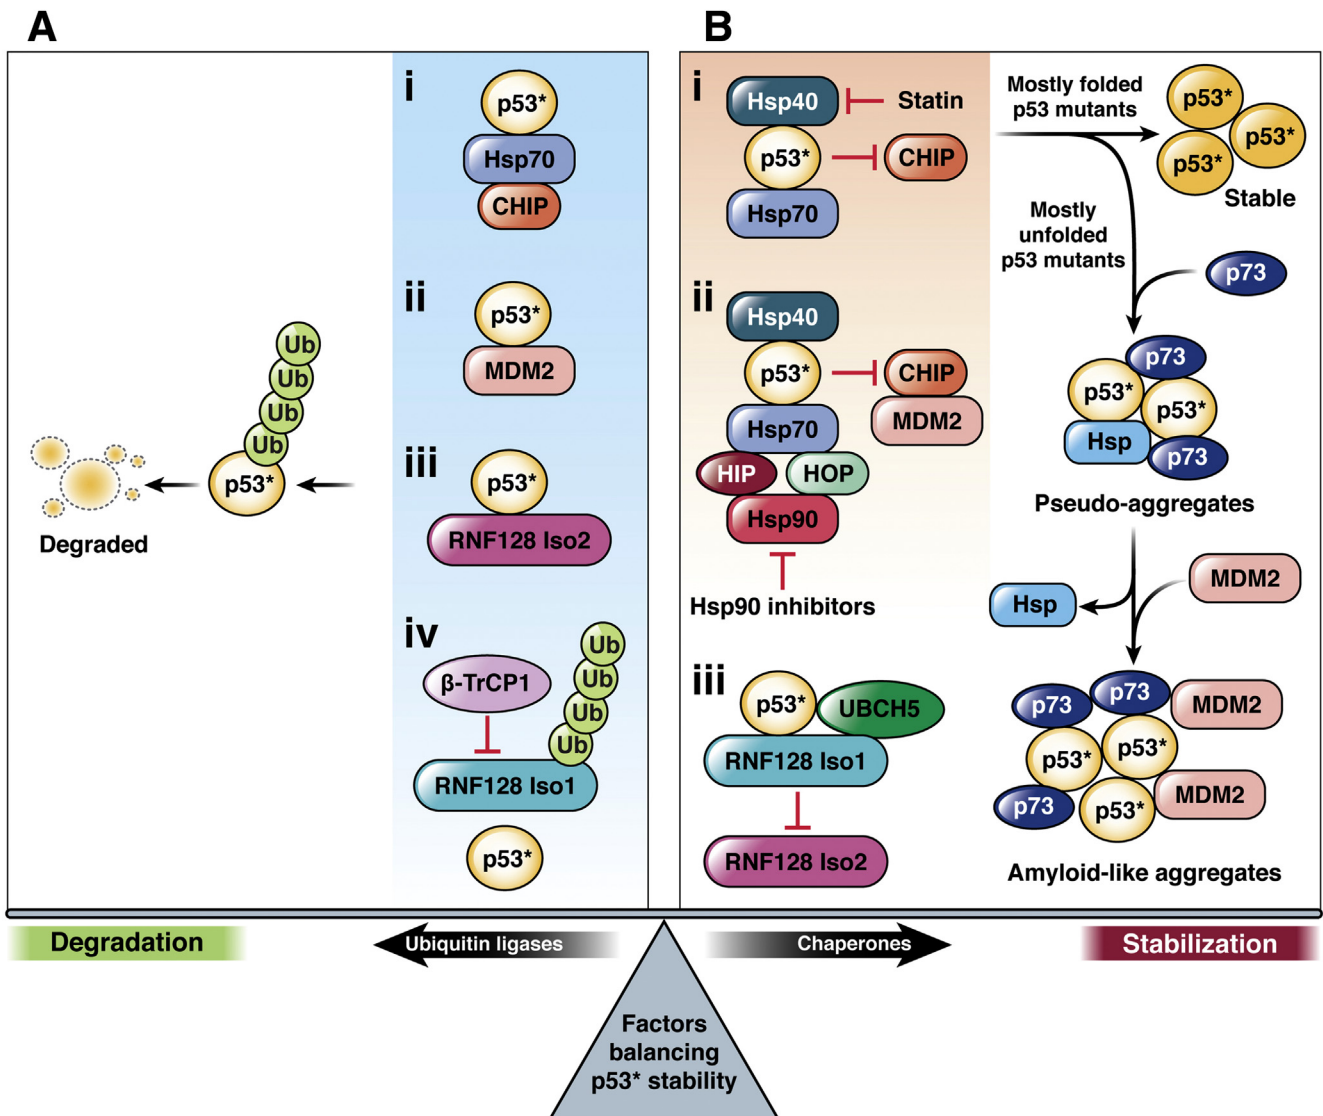 A
i
p53*
Hsp70
CHIP
ii
p53*
MDM2
iii
p53*
RNF128 Iso2
iv
β-TrCP1
Ub
Ub
Ub
Ub
RNF128 Iso1
p53*
Ub
Ub
Ub
Ub
p53*
Degraded
B
i
Hsp40
Statin
p53*
CHIP
Hsp70
ii
Hsp40
p53*
CHIP
MDM2
Hsp70
HIP
HOP
Hsp90
Hsp90 inhibitors
iii
p53*
UBCH5
RNF128 Iso1
RNF128 Iso2
Mostly folded
p53 mutants
p53*
p53*
p53*
Stable
Mostly
unfolded
p53 mutants
p73
p73
p53*
p53*
Hsp
p73
Pseudo-aggregates
Hsp
MDM2
p73
p73
MDM2
p53*
p53*
p73
p53*
MDM2
Amyloid-like aggregates
Degradation
Ubiquitin ligases
Chaperones
Stabilization
Factors
balancing
p53* stability